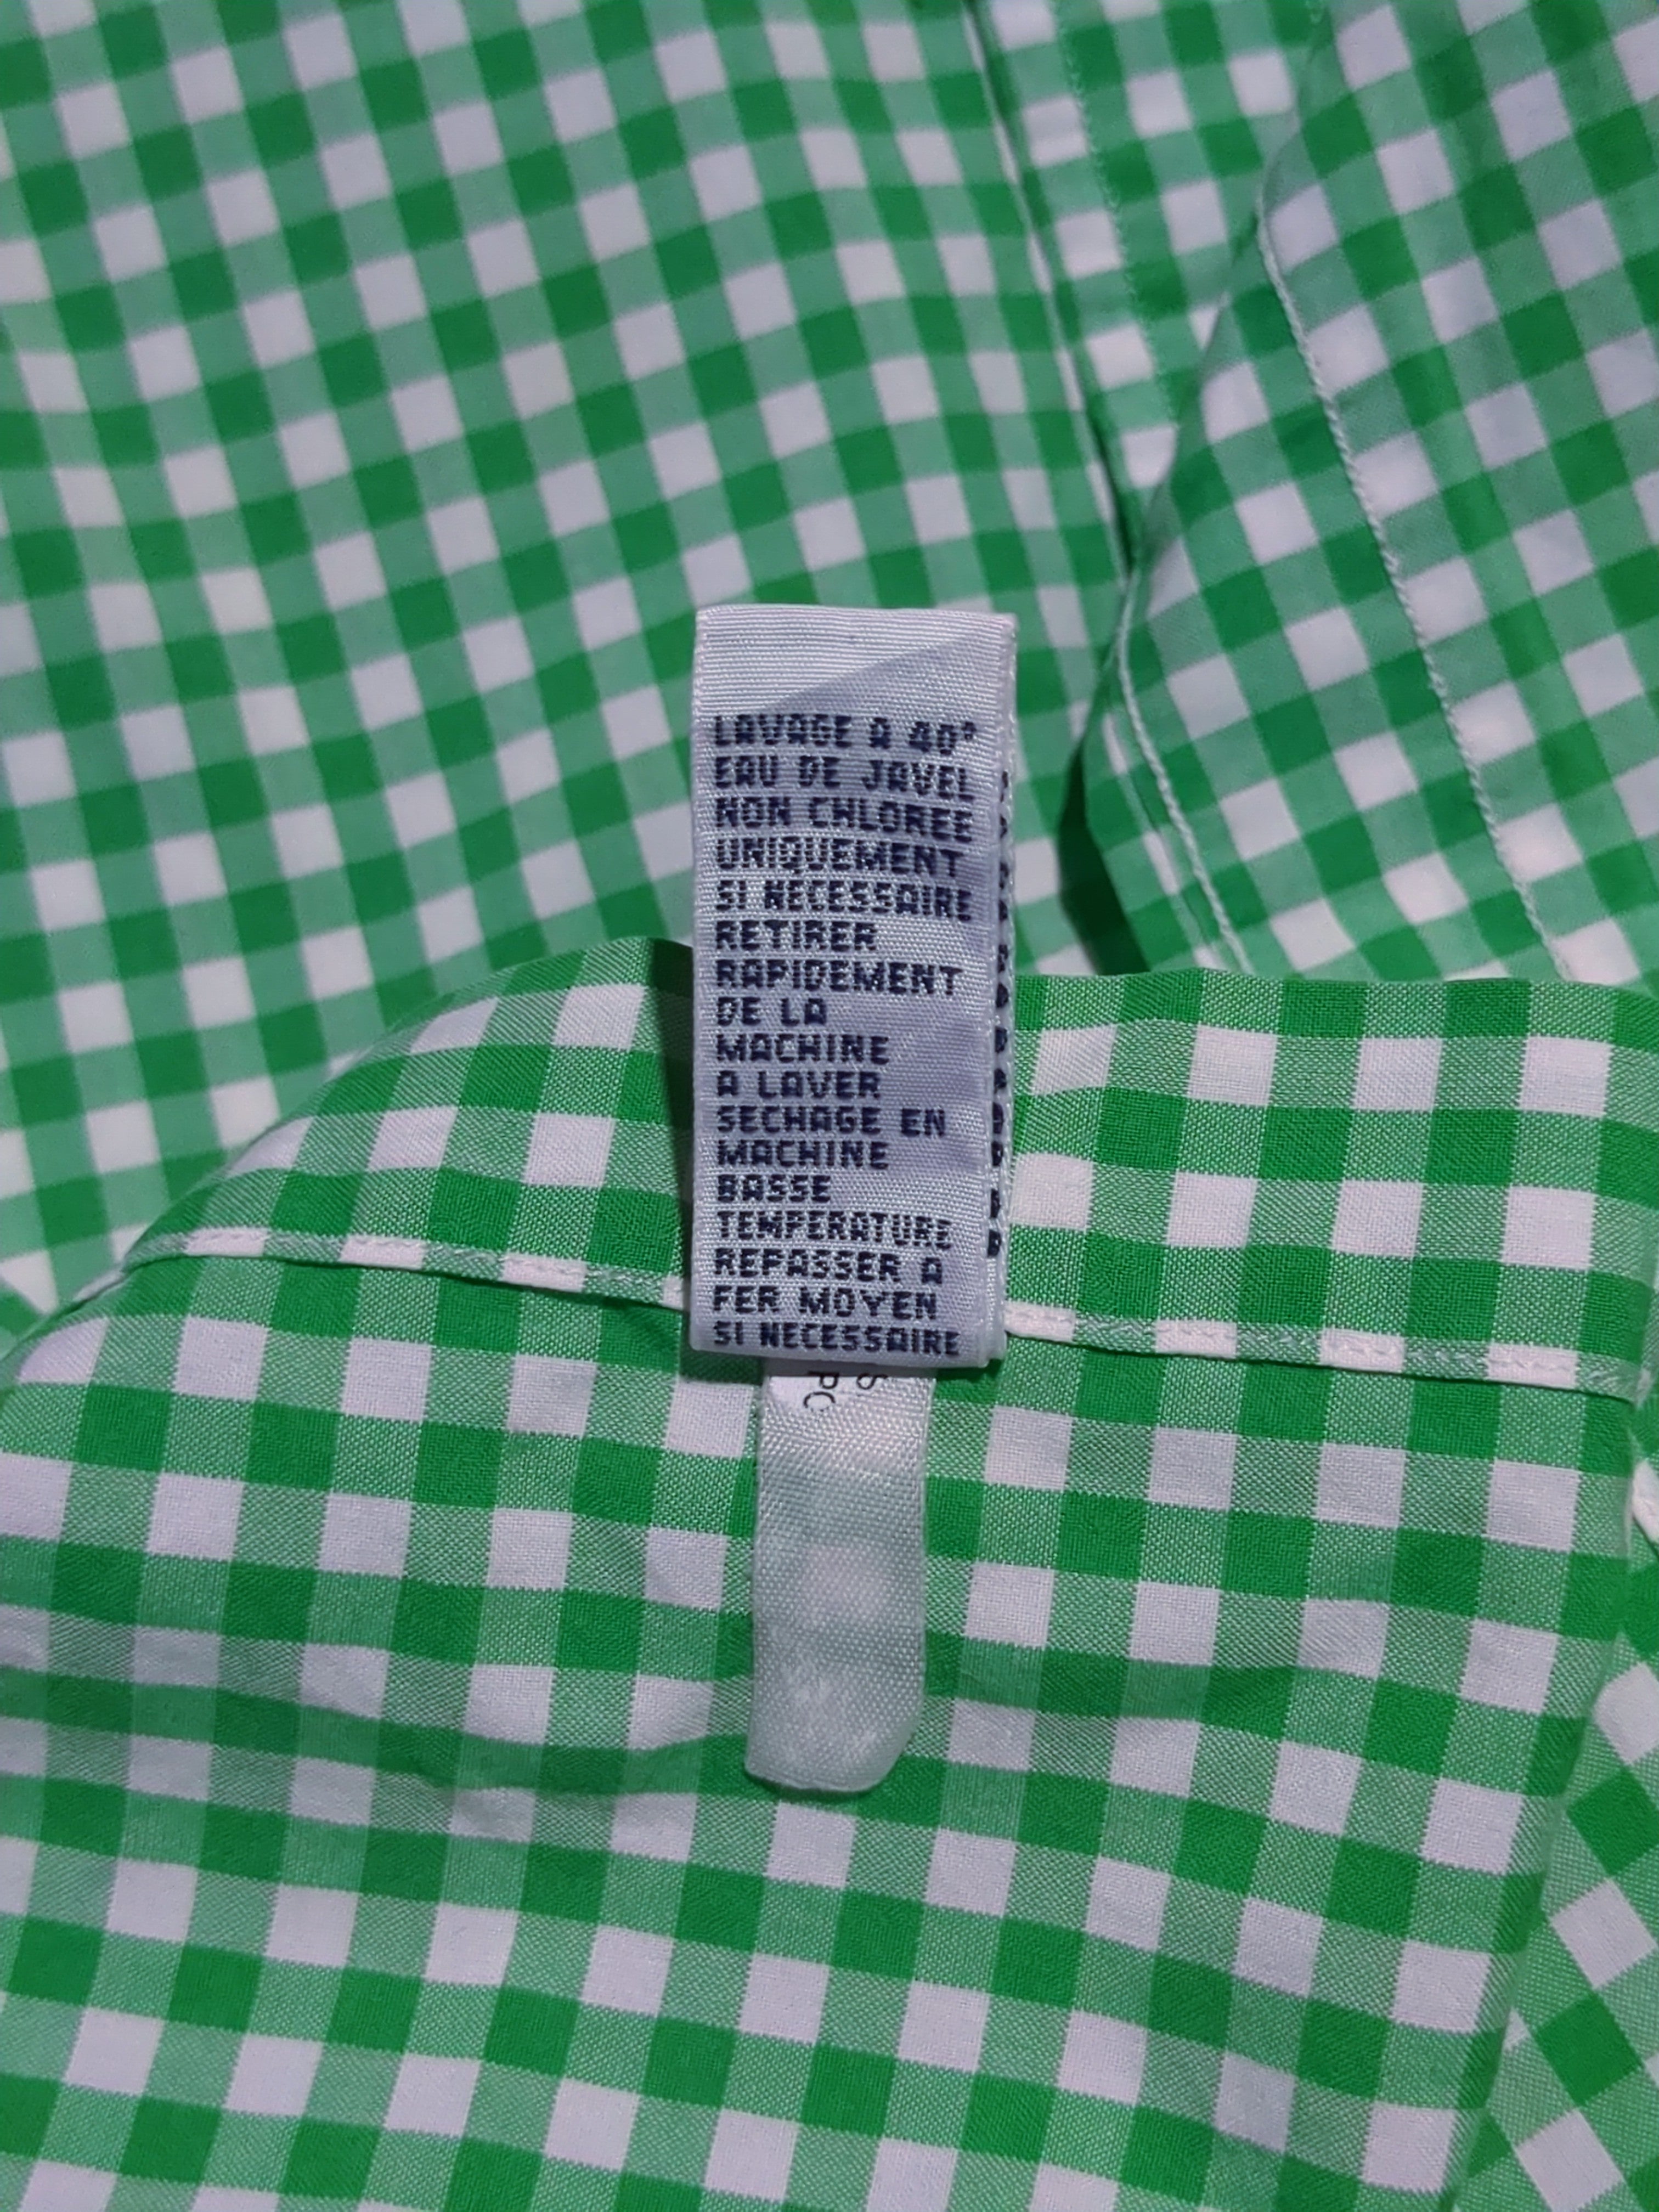 LAVAGE A 40°
EAU DE JAVEL
NON CHLOREE
UNIQUEMENT
SI NECESSAIRE
RETIRER
RAPIDEMENT
DE LA
MACHINE
A LAVER
SECHAGE EN
MACHINE
BASSE
TEMPERATURE
REPASSER A
FER MOYEN
SI NECESSAIRE